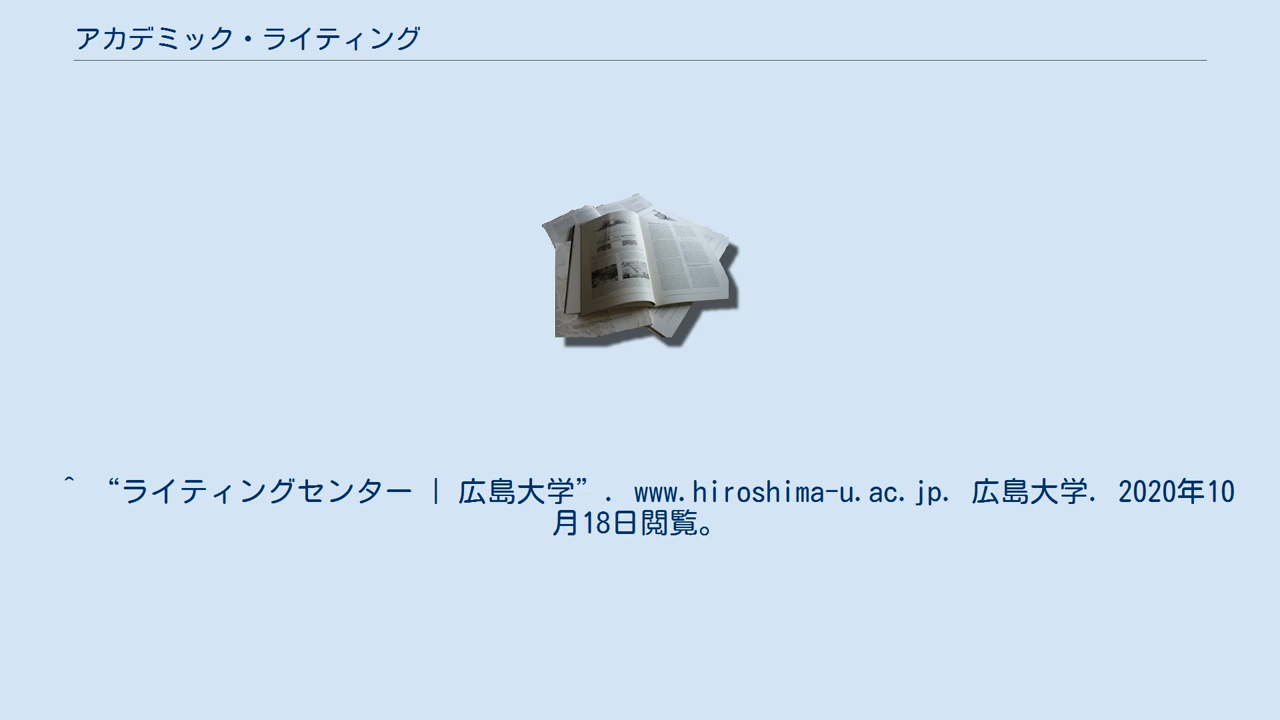 アカデミック・ライティング
^ “ライティングセンター | 広島大学”. www.hiroshima-u.ac.jp. 広島大学. 2020年10
月18日閲覧。